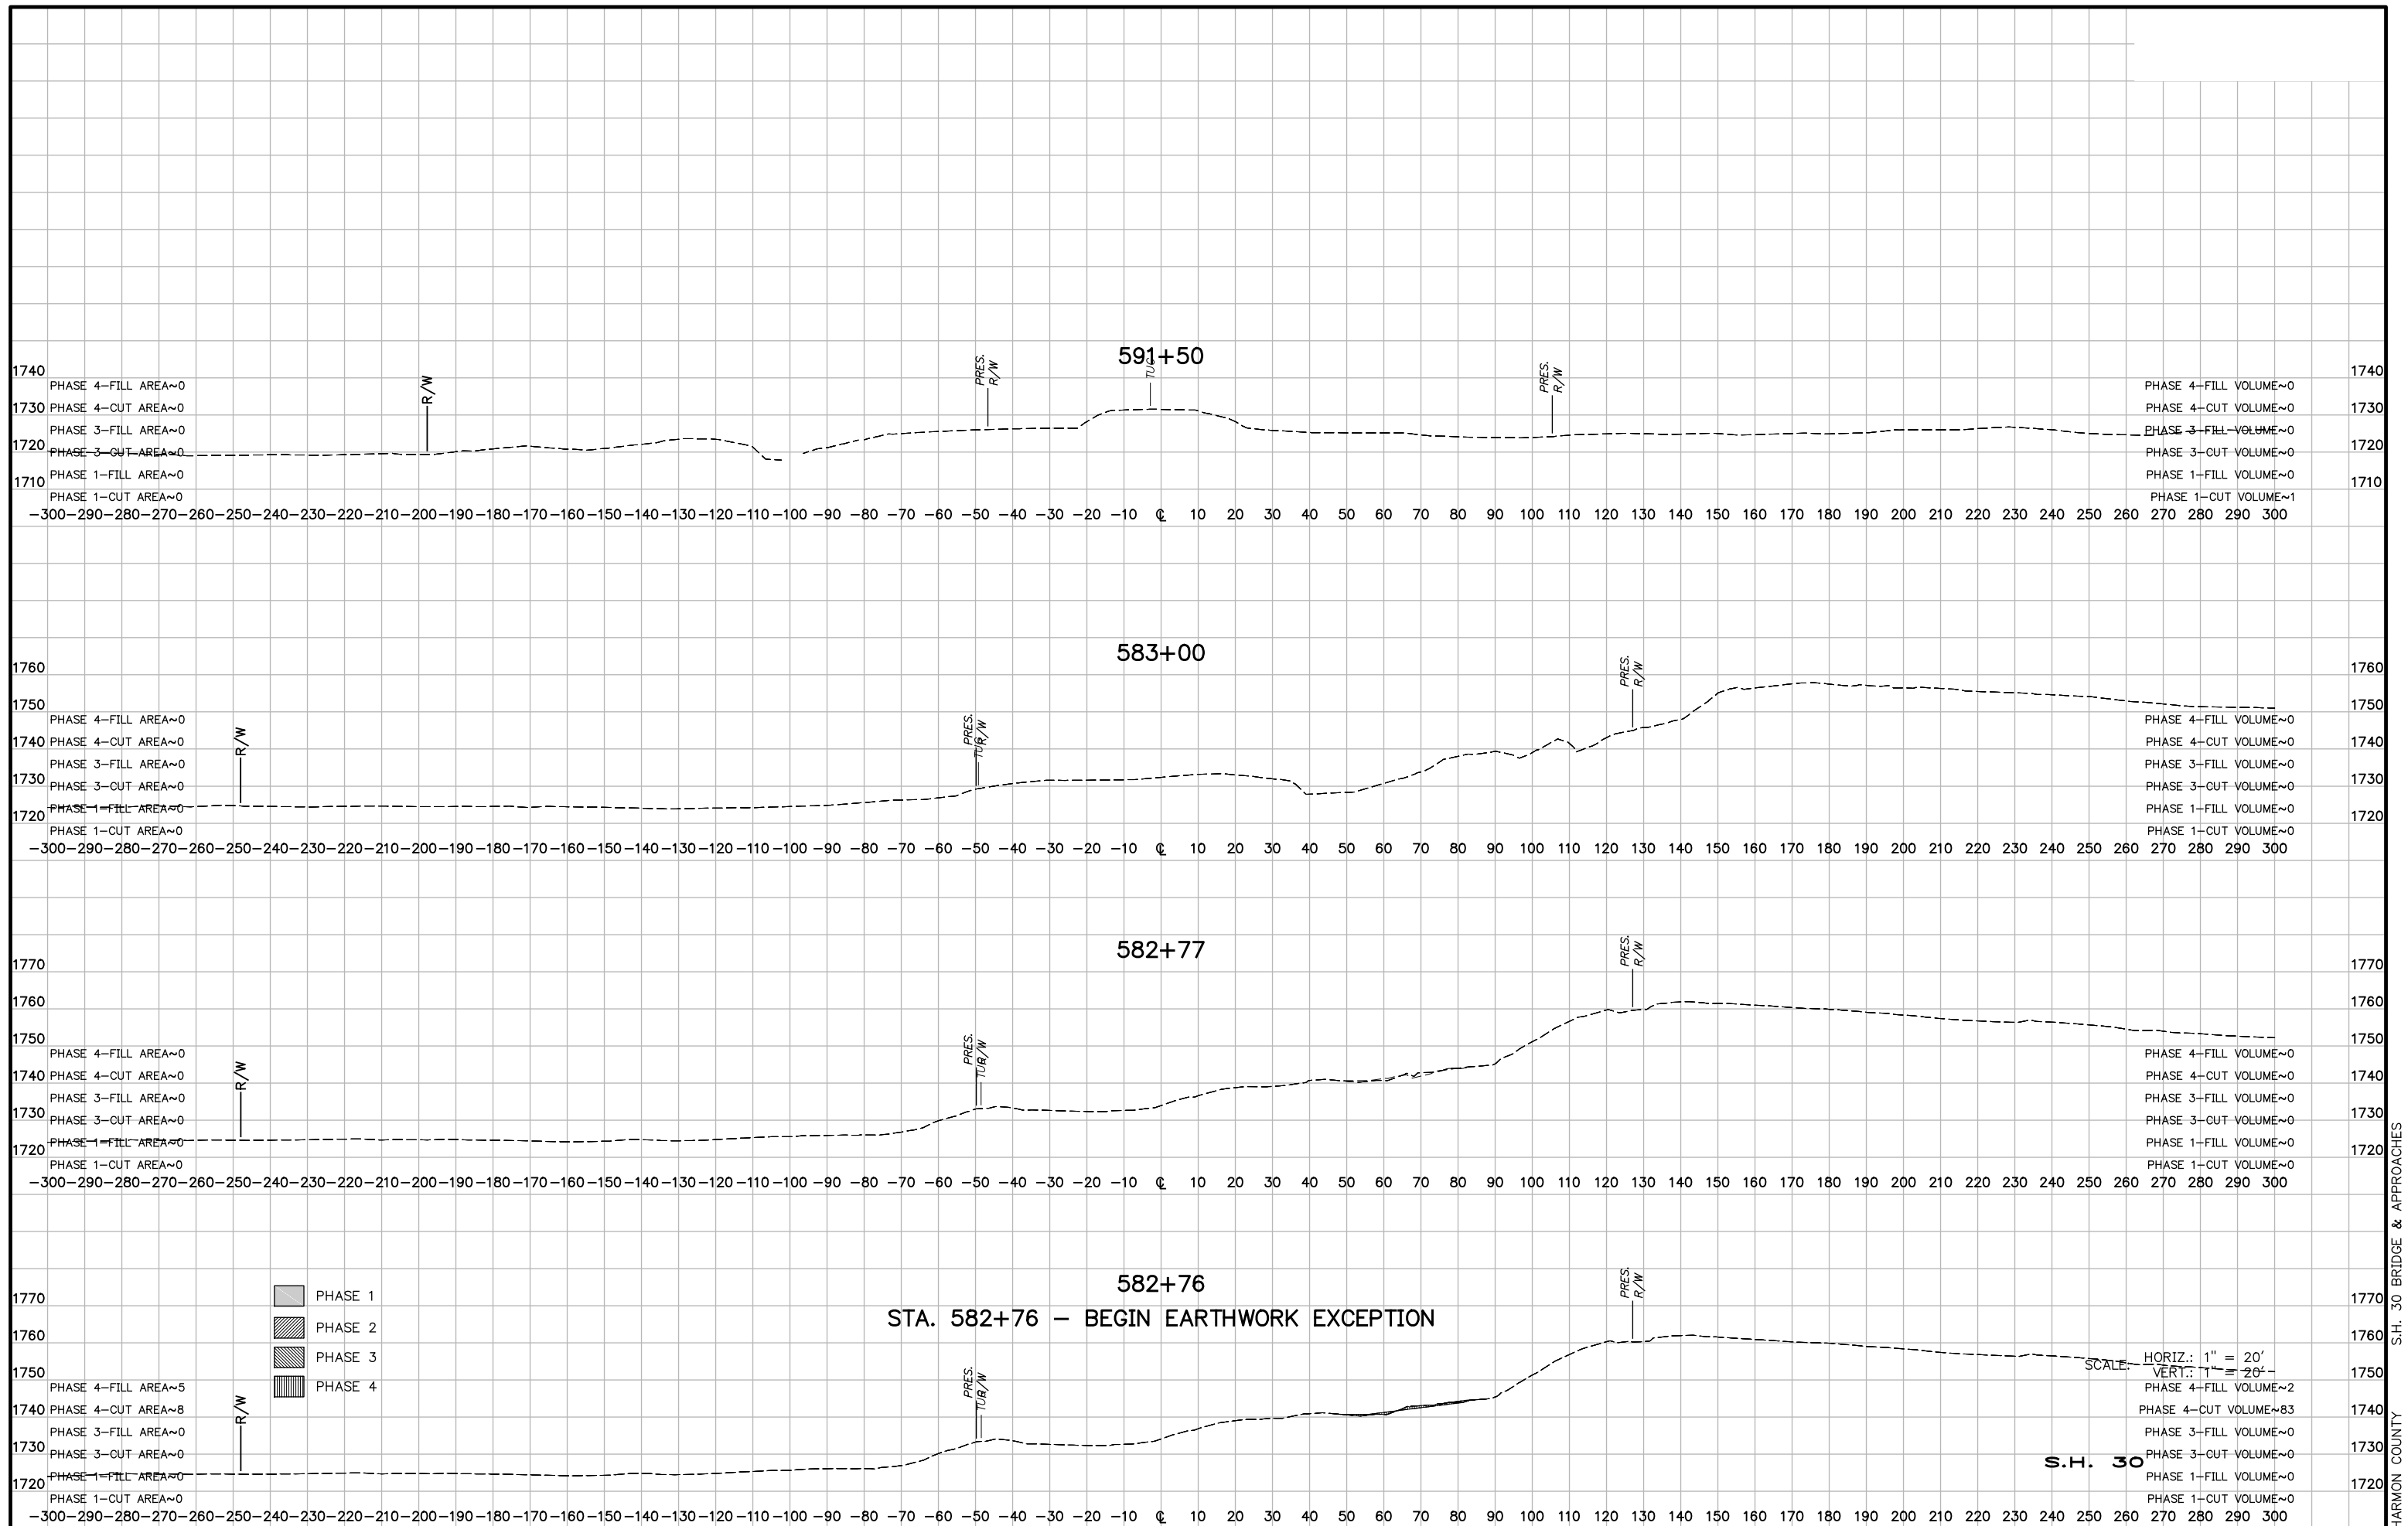 591+50
PRES.
R/W
TUG
PRES.
R/W
R/W
1740 1740
PHASE 4-FILL AREA~0 PHASE 4-FILL VOLUME~0
1730 PHASE 4-CUT AREA~0 PHASE 4-CUT VOLUME~0 1730
PHASE 3-FILL AREA~0 PHASE 3-FILL VOLUME~0
1720 PHASE 3-CUT AREA~0 PHASE 3-CUT VOLUME~0 1720
PHASE 1-FILL AREA~0 PHASE 1-FILL VOLUME~0
1710 1710
PHASE 1-CUT AREA~0 PHASE 1-CUT VOLUME~1
-300 -290 -280 -270 -260 -250 -240 -230 -220 -210 -200 -190 -180 -170 -160 -150 -140 -130 -120 -110 -100 -90 -80 -70 -60 -50 -40 -30 -20 -10 ℄ 10 20 30 40 50 60 70 80 90 100 110 120 130 140 150 160 170 180 190 200 210 220 230 240 250 260 270 280 290 300
583+00
PRES.
R/W
1760 1760
1750 1750
PHASE 4-FILL AREA~0 PHASE 4-FILL VOLUME~0
R/W
PRES.
R/W
TUG
1740 PHASE 4-CUT AREA~0 PHASE 4-CUT VOLUME~0 1740
PHASE 3-FILL AREA~0 PHASE 3-FILL VOLUME~0
1730 PHASE 3-CUT AREA~0 PHASE 3-CUT VOLUME~0 1730
PHASE 1-FILL AREA~0 PHASE 1-FILL VOLUME~0
1720 1720
PHASE 1-CUT AREA~0 PHASE 1-CUT VOLUME~0
-300 -290 -280 -270 -260 -250 -240 -230 -220 -210 -200 -190 -180 -170 -160 -150 -140 -130 -120 -110 -100 -90 -80 -70 -60 -50 -40 -30 -20 -10 ℄ 10 20 30 40 50 60 70 80 90 100 110 120 130 140 150 160 170 180 190 200 210 220 230 240 250 260 270 280 290 300
582+77
PRES.
R/W
1770 1770
1760 1760
1750 1750
PHASE 4-FILL AREA~0 PHASE 4-FILL VOLUME~0
R/W
PRES.
R/W
TUG
1740 PHASE 4-CUT AREA~0 PHASE 4-CUT VOLUME~0 1740
PHASE 3-FILL AREA~0 PHASE 3-FILL VOLUME~0
1730 PHASE 3-CUT AREA~0 PHASE 3-CUT VOLUME~0 1730
PHASE 1-FILL AREA~0 PHASE 1-FILL VOLUME~0
1720 1720
PHASE 1-CUT AREA~0 PHASE 1-CUT VOLUME~0
-300 -290 -280 -270 -260 -250 -240 -230 -220 -210 -200 -190 -180 -170 -160 -150 -140 -130 -120 -110 -100 -90 -80 -70 -60 -50 -40 -30 -20 -10 ℄ 10 20 30 40 50 60 70 80 90 100 110 120 130 140 150 160 170 180 190 200 210 220 230 240 250 260 270 280 290 300
582+76
STA. 582+76 - BEGIN EARTHWORK EXCEPTION
PRES.
R/W
PHASE 1
PHASE 2
PHASE 3
PHASE 4
1770 1770
1760 1760
SCALE: HORIZ.: 1" = 20'
VERT.: 1" = 20'
1750 1750
PHASE 4-FILL AREA~5 PHASE 4-FILL VOLUME~2
R/W
PRES.
R/W
TUG
1740 PHASE 4-CUT AREA~8 PHASE 4-CUT VOLUME~83 1740
PHASE 3-FILL AREA~0 PHASE 3-FILL VOLUME~0
1730 PHASE 3-CUT AREA~0 PHASE 3-CUT VOLUME~0 1730
S.H. 30
PHASE 1-FILL AREA~0 PHASE 1-FILL VOLUME~0
1720 1720
PHASE 1-CUT AREA~0 PHASE 1-CUT VOLUME~0
-300 -290 -280 -270 -260 -250 -240 -230 -220 -210 -200 -190 -180 -170 -160 -150 -140 -130 -120 -110 -100 -90 -80 -70 -60 -50 -40 -30 -20 -10 ℄ 10 20 30 40 50 60 70 80 90 100 110 120 130 140 150 160 170 180 190 200 210 220 230 240 250 260 270 280 290 300
HARMON COUNTY S.H. 30 BRIDGE & APPROACHES